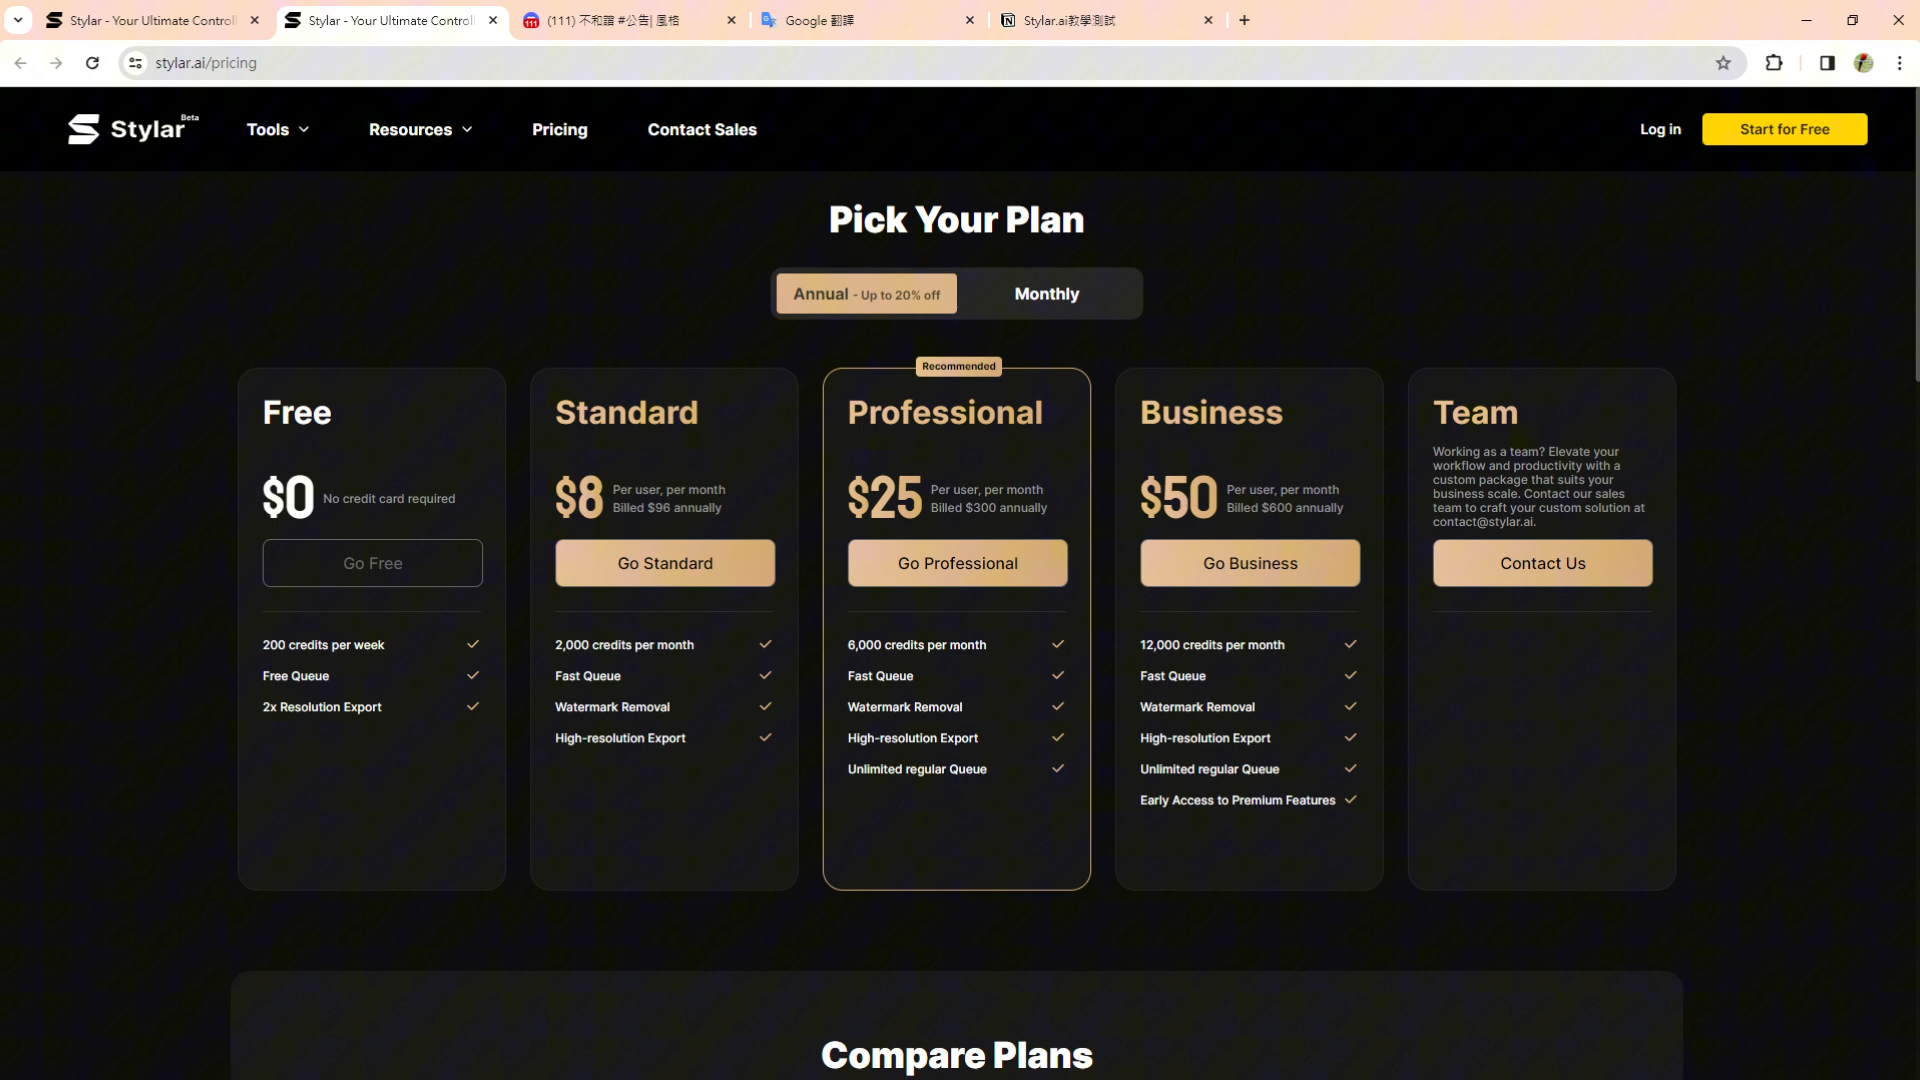 Stylar - Your Ultimate Controll
Stylar - Your Ultimate Controll
(111) 不和諧 #公告| 風格
Google 翻譯
Stylar.ai教學測試
stylar.ai/pricing
Stylar Beta
Tools
Resources
Pricing
Contact Sales
Log in
Start for Free
Pick Your Plan
Annual - Up to 20% off
Monthly
Free
$0
No credit card required
Go Free
200 credits per week
Free Queue
2x Resolution Export
Standard
$8
Per user, per month
Billed $96 annually
Go Standard
2,000 credits per month
Fast Queue
Watermark Removal
High-resolution Export
Recommended
Professional
$25
Per user, per month
Billed $300 annually
Go Professional
6,000 credits per month
Fast Queue
Watermark Removal
High-resolution Export
Unlimited regular Queue
Business
$50
Per user, per month
Billed $600 annually
Go Business
12,000 credits per month
Fast Queue
Watermark Removal
High-resolution Export
Unlimited regular Queue
Early Access to Premium Features
Team
Working as a team? Elevate your
workflow and productivity with a
custom package that suits your
business scale. Contact our sales
team to craft your custom solution at
contact@stylar.ai.
Contact Us
Compare Plans